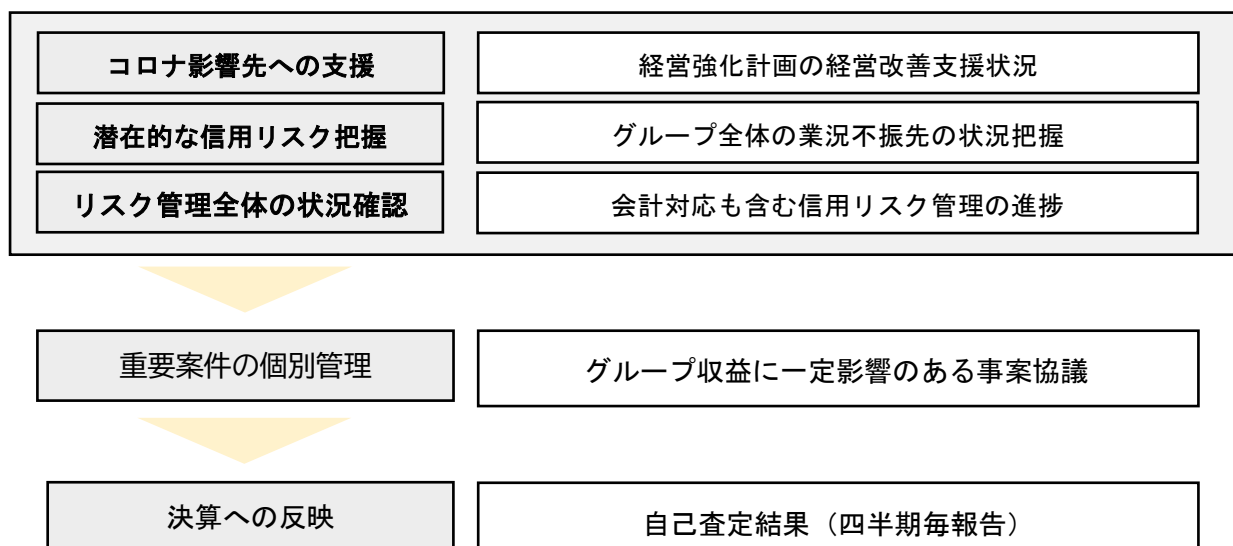 コロナ影響先への支援
経営強化計画の経営改善支援状況
潜在的な信用リスク把握
グループ全体の業況不振先の状況把握
リスク管理全体の状況確認
会計対応も含む信用リスク管理の進捗
重要案件の個別管理
グループ収益に一定影響のある事案協議
決算への反映
自己査定結果（四半期毎報告）